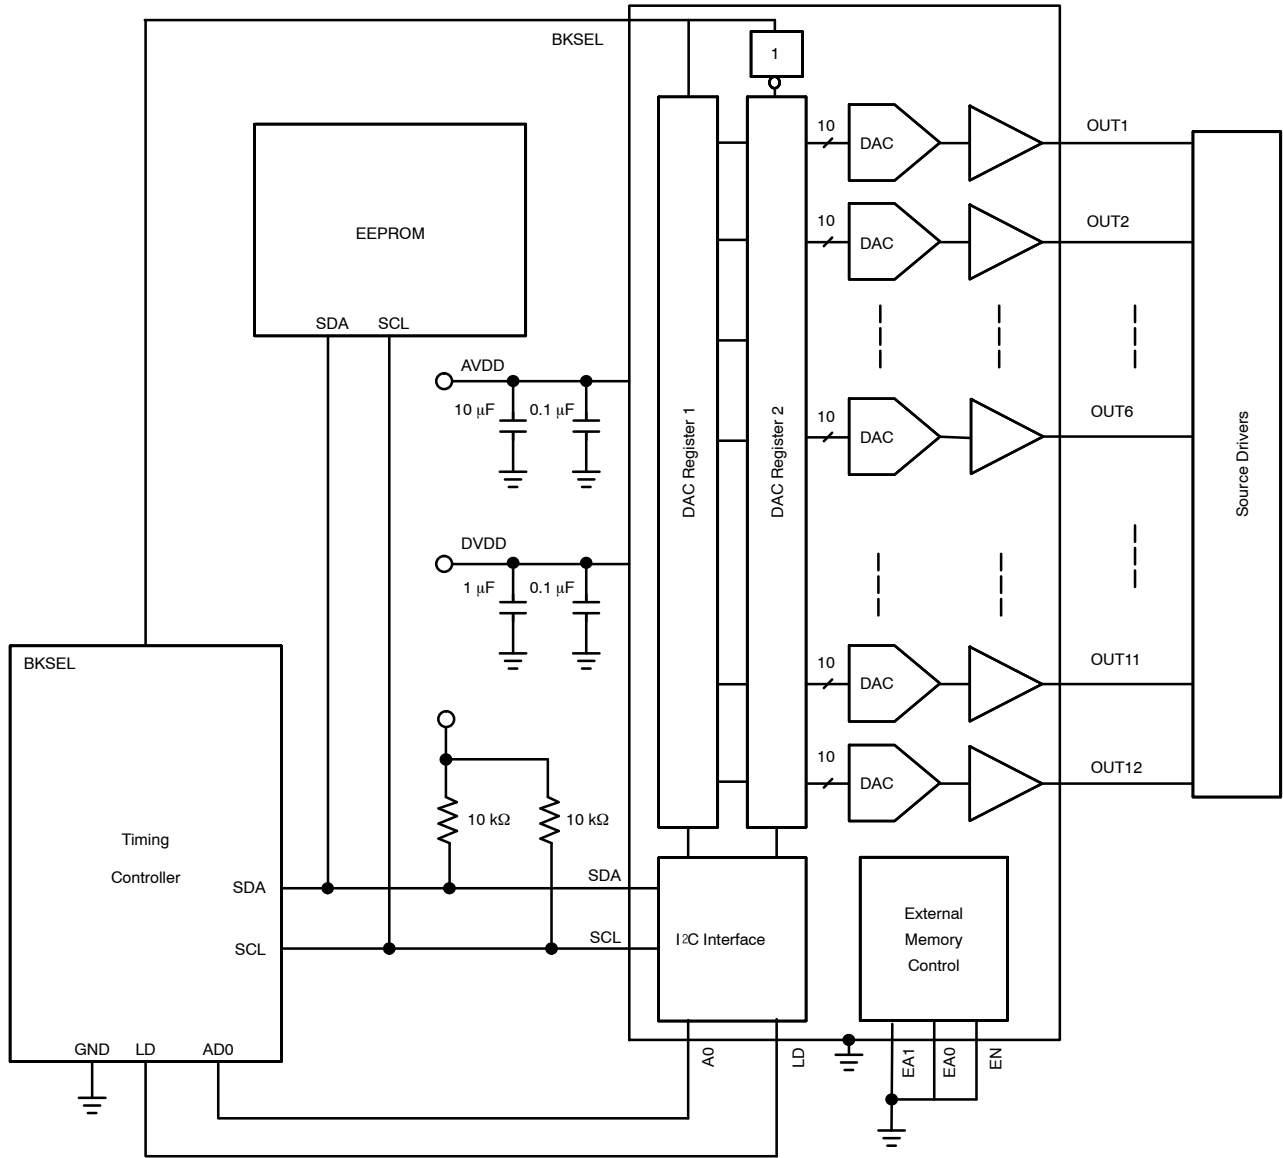 BKSEL
1
10
DAC
OUT1
10
DAC
OUT2
EEPROM
SDA
SCL
AVDD
10 μF
0.1 μF
DAC Register 1
DAC Register 2
10
DAC
OUT6
Source Drivers
DVDD
1 μF
0.1 μF
BKSEL
10
DAC
OUT11
10
DAC
OUT12
10 kΩ
10 kΩ
Timing
Controller
SDA
SCL
SDA
SCL
I2C Interface
External
Memory
Control
GND
LD
AD0
A0
LD
EA1
EA0
EN